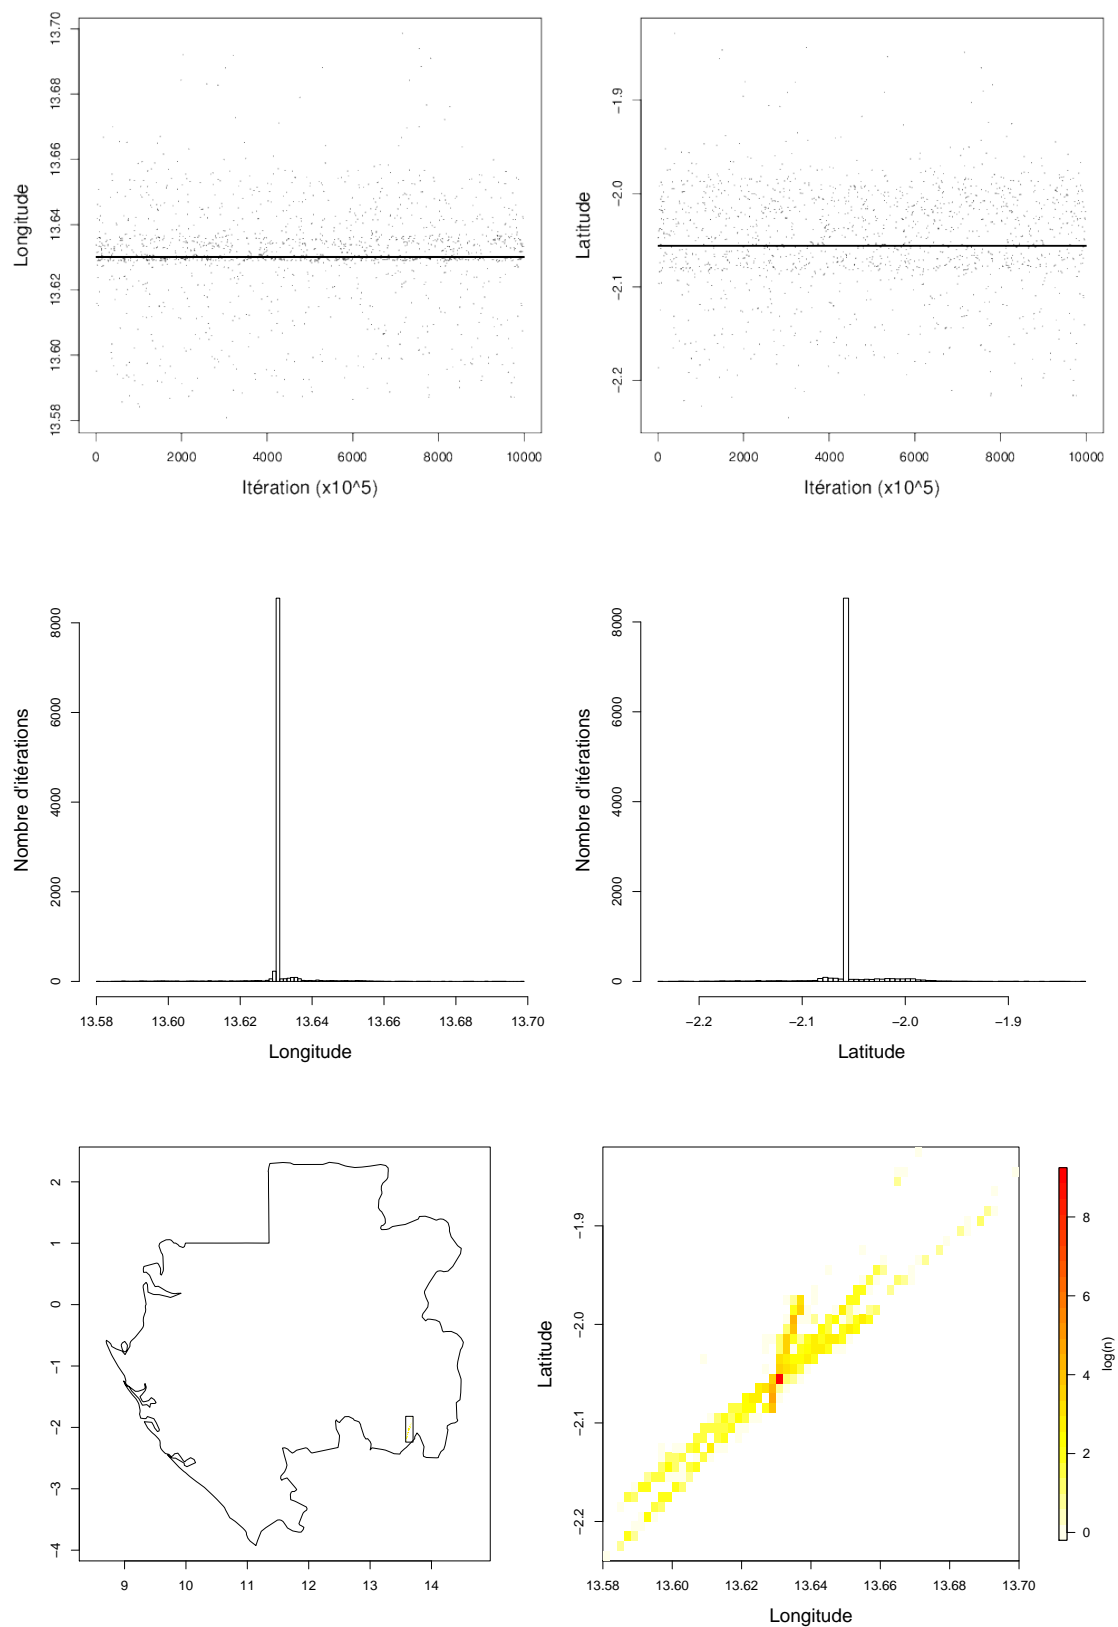 13.58 13.60 13.62 13.64 13.66 13.68 13.70
Longitude
0 2000 4000 6000 8000 10000
Itération (x10^5)
−2.2 −2.1 −2.0 −1.9
Latitude
0 2000 4000 6000 8000 10000
Itération (x10^5)
0 2000 4000 6000 8000
Nombre d'itérations
13.58 13.60 13.62 13.64 13.66 13.68 13.70
Longitude
0 2000 4000 6000 8000
Nombre d'itérations
−2.2 −2.1 −2.0 −1.9
Latitude
−4 −3 −2 −1 0 1 2
9 10 11 12 13 14
−2.2 −2.1 −2.0 −1.9
Latitude
13.58 13.60 13.62 13.64 13.66 13.68 13.70
Longitude
0 2 4 6 8
log(n)